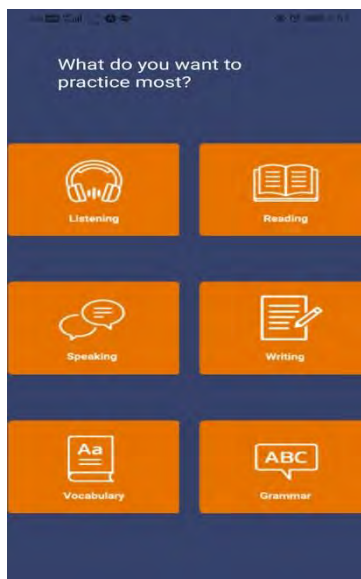 What do you want to
practice most?
Listening
Reading
Speaking
Writing
Aa
Vocabulary
ABC
Grammar